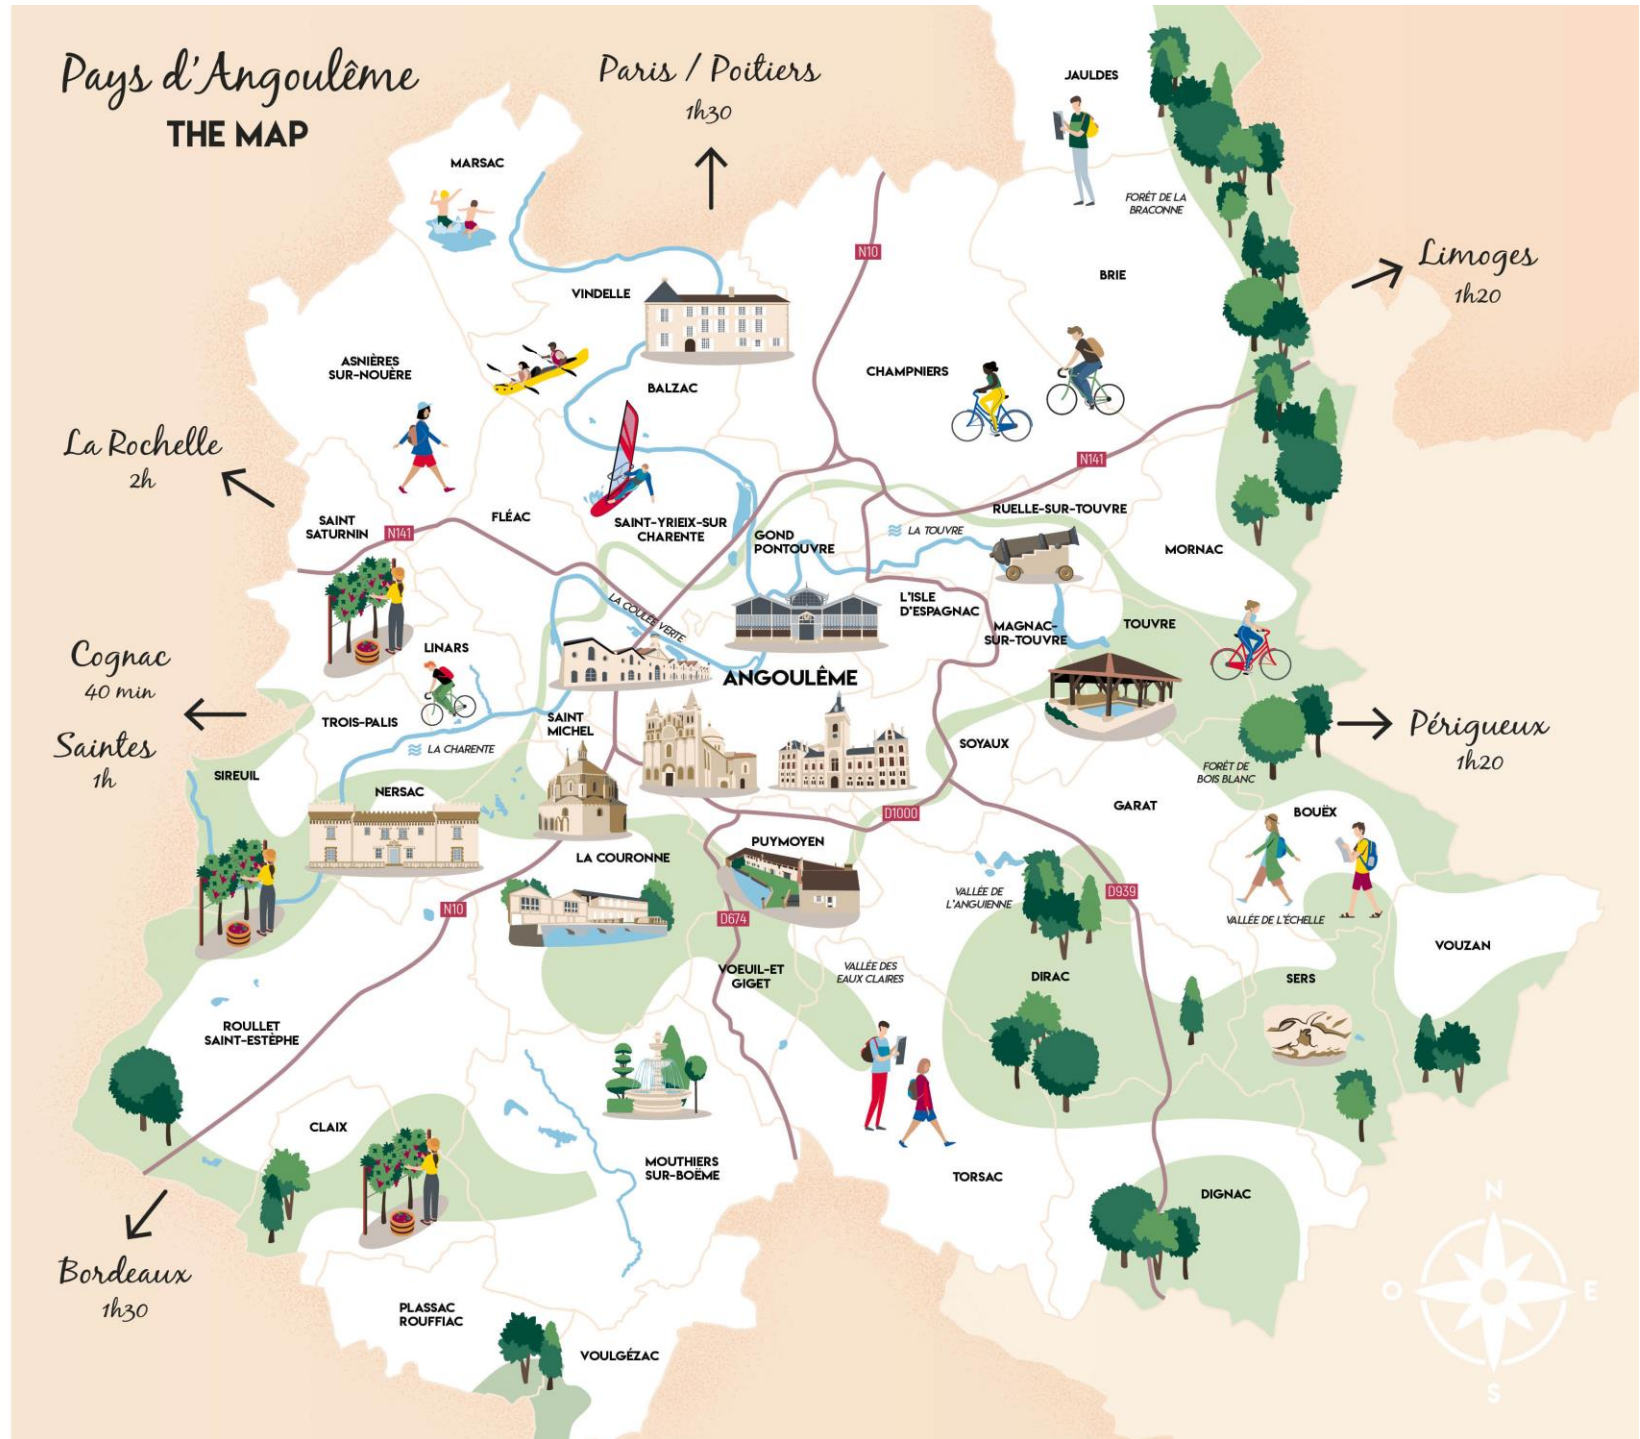 Pays d'Angoulême
THE MAP
Paris / Poitiers
1h30
JAULDES
MARSAC
FORÊT DE LA
BRACONNE
N10
Limoges
1h20
BRIE
VINDELLE
ASNIÈRES
SUR-NOUÈRE
CHAMPNIERS
BALZAC
La Rochelle
2h
N141
SAINT
SATURNIN
N141
FLÉAC
SAINT-YRIEIX-SUR
CHARENTE
GOND
PONTOUVRE
LA TOUVRE
RUELLE-SUR-TOUVRE
MORNAC
LA COULÉE VERTE
L'ISLE
D'ESPAGNAC
MAGNAC-
SUR-TOUVRE
TOUVRE
Cognac
40 min
LINARS
ANGOULÊME
Saintes
1h
TROIS-PALIS
SAINT
MICHEL
LA CHARENTE
SOYAUX
Périgueux
1h20
SIREUIL
FORÊT DE
BOIS BLANC
NERSAC
GARAT
BOUËX
D1000
PUYMOYEN
LA COURONNE
N10
D674
VALLÉE DE
L'ANGUIENNE
D939
VALLÉE DE L'ÉCHELLE
VOUZAN
VOEUIL-ET
GIGET
VALLÉE DES
EAUX CLAIRES
DIRAC
SERS
ROULLET
SAINT-ESTÈPHE
CLAIX
MOUTHIERS
SUR-BOËME
TORSAC
DIGNAC
Bordeaux
1h30
PLASSAC
ROUFFIAC
VOULGÉZAC
N
O
E
S